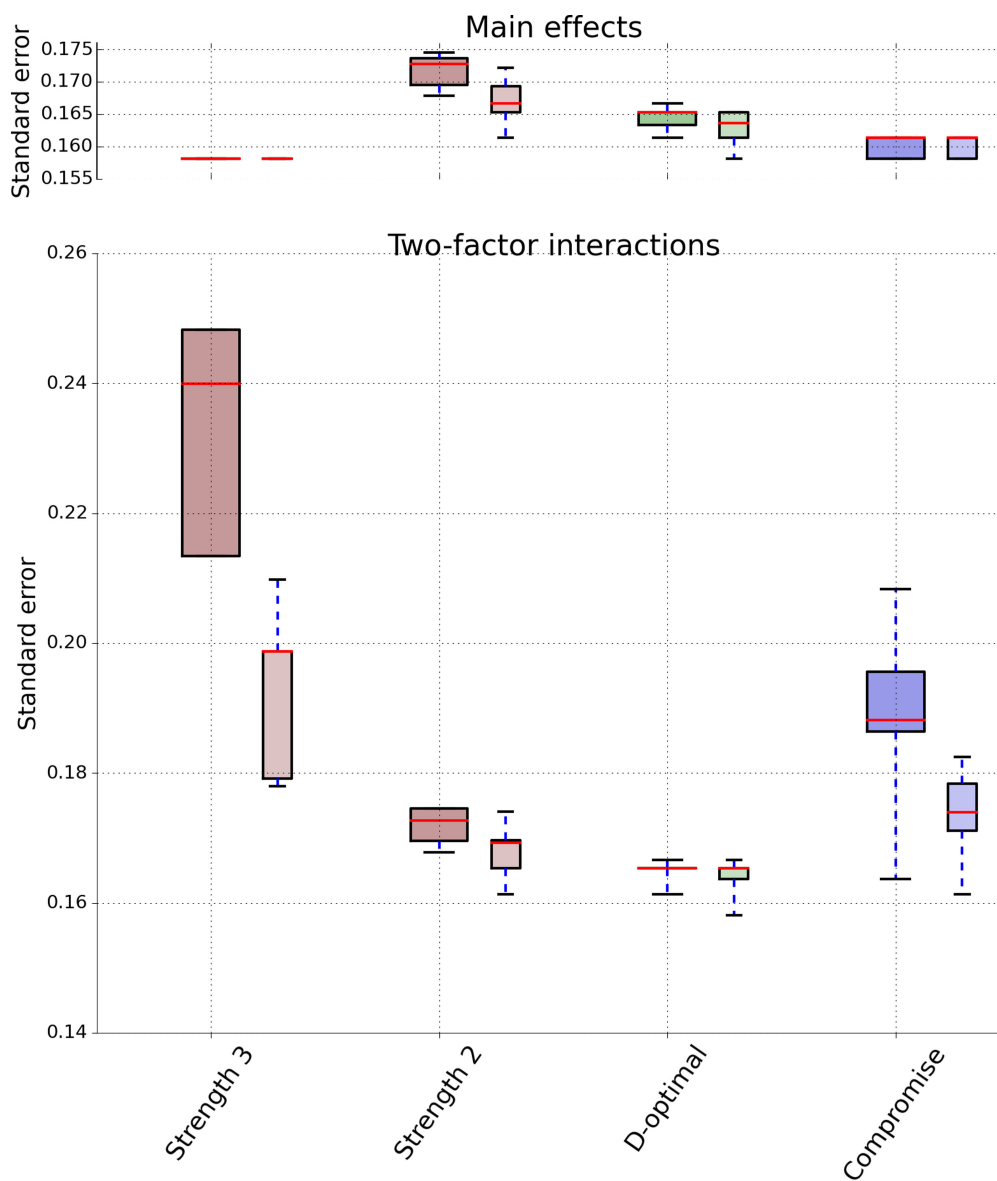 Main effects
Standard error
0.175
0.170
0.165
0.160
0.155
Two-factor interactions
Standard error
0.26
0.24
0.22
0.20
0.18
0.16
0.14
Strength 3
Strength 2
D-optimal
Compromise